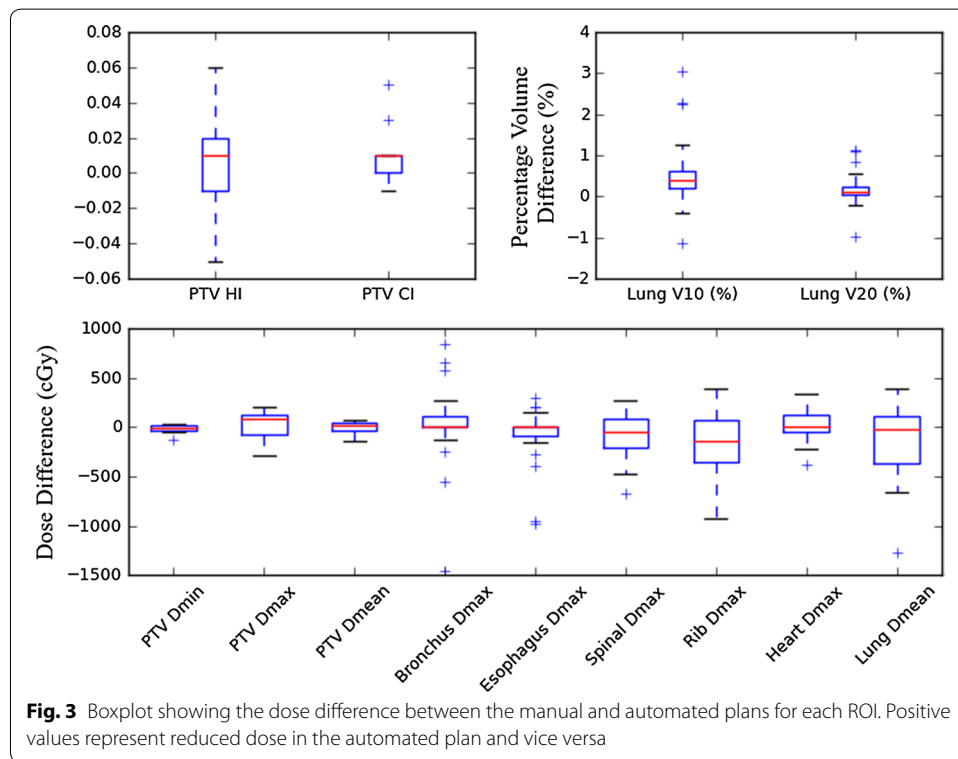 0.08
0.06
0.04
0.02
0.00
−0.02
−0.04
−0.06
PTV HI PTV CI
Percentage Volume
Difference (%)
4
3
2
1
0
−1
−2
Lung V10 (%) Lung V20 (%)
Dose Difference (cGy)
1000
500
0
−500
−1000
−1500
PTV Dmin
PTV Dmax
PTV Dmean
Bronchus Dmax
Esophagus Dmax
Spinal Dmax
Rib Dmax
Heart Dmax
Lung Dmean
Fig. 3 Boxplot showing the dose difference between the manual and automated plans for each ROI. Positive
values represent reduced dose in the automated plan and vice versa